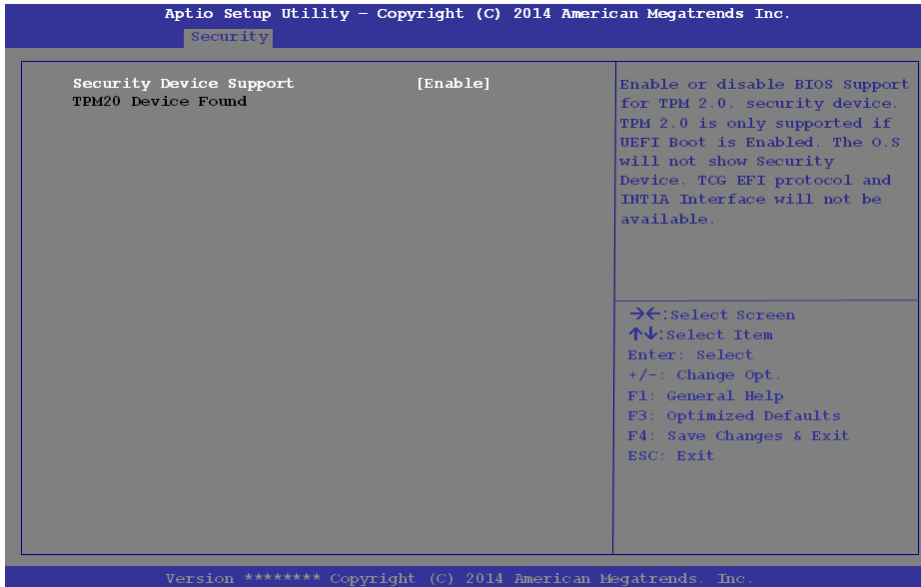 Aptio Setup Utility – Copyright (C) 2014 American Megatrends Inc.
Security
Security Device Support [Enable]
TPM20 Device Found
Enable or disable BIOS Support
for TPM 2.0. security device.
TPM 2.0 is only supported if
UEFI Boot is Enabled. The O.S
will not show Security
Device. TCG EFI protocol and
INT1A Interface will not be
available.
→←:Select Screen
↑↓:Select Item
Enter: Select
+/-: Change Opt.
F1: General Help
F3: Optimized Defaults
F4: Save Changes & Exit
ESC: Exit
Version ******** Copyright (C) 2014 American Megatrends. Inc.